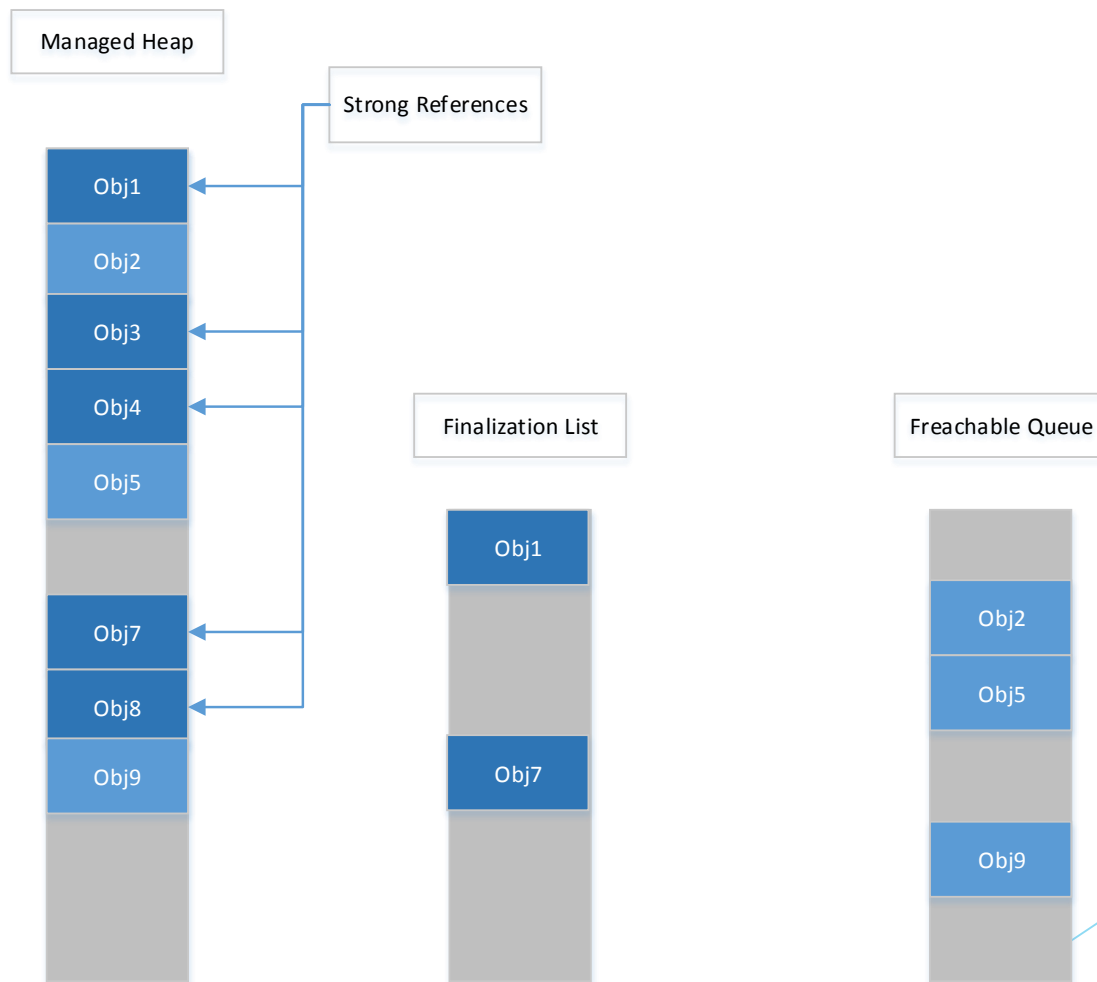 Managed Heap
Strong References
Obj1
Obj2
Obj3
Obj4
Obj5
Obj7
Obj8
Obj9
Finalization List
Obj1
Obj7
Freachable Queue
Obj2
Obj5
Obj9